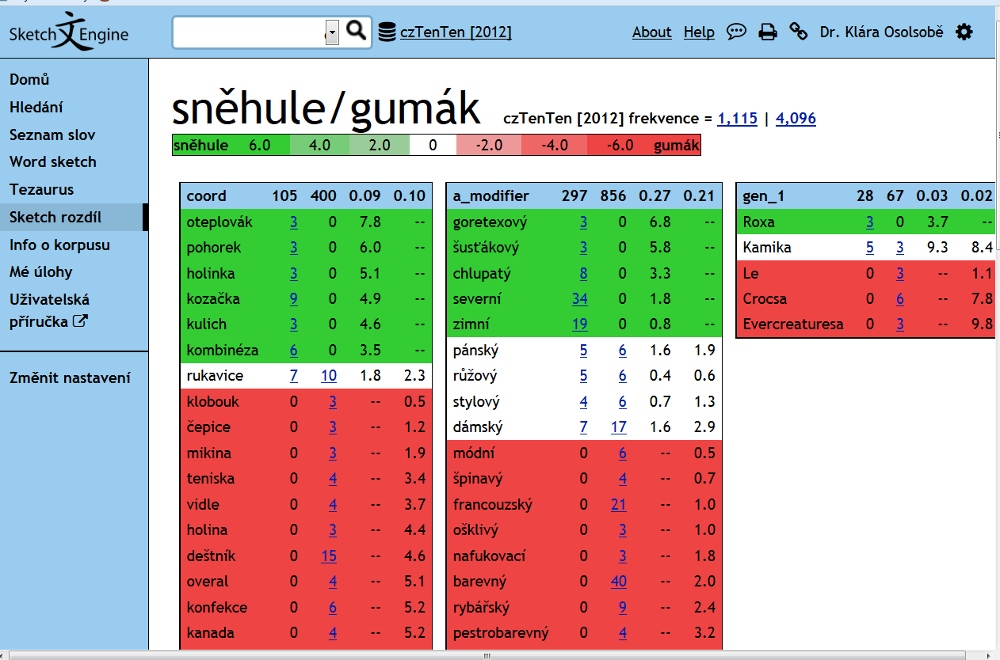 Sketch文Engine
czTenTen [2012]
About Help Dr. Klára Osolsobě
Domů
Hledání
Seznam slov
Word sketch
Tezaurus
Sketch rozdíl
Info o korpusu
Mé úlohy
Uživatelská
příručka
Změnit nastavení
sněhule/gumák czTenTen [2012] frekvence = 1,115 | 4,096
sněhule 6.0 4.0 2.0 0 -2.0 -4.0 -6.0 gumák
coord 105 400 0.09 0.10
oteplovák 3 0 7.8 --
pohorek 3 0 6.0 --
holinka 3 0 5.1 --
kozačka 9 0 4.9 --
kulich 3 0 4.6 --
kombinéza 6 0 3.5 --
rukavice 7 10 1.8 2.3
klobouk 0 3 -- 0.5
čepice 0 3 -- 1.2
mikina 0 3 -- 1.9
teniska 0 4 -- 3.4
vidle 0 4 -- 3.7
holina 0 3 -- 4.4
deštník 0 15 -- 4.6
overal 0 4 -- 5.1
konfekce 0 6 -- 5.2
kanada 0 4 -- 5.2
a_modifier 297 856 0.27 0.21
goretexový 3 0 6.8 --
šusťákový 3 0 5.8 --
chlupatý 8 0 3.3 --
severní 34 0 1.8 --
zimní 19 0 0.8 --
pánský 5 6 1.6 1.9
růžový 5 6 0.4 0.6
stylový 4 6 0.7 1.3
dámský 7 17 1.6 2.9
módní 0 6 -- 0.5
špinavý 0 4 -- 0.7
francouzský 0 21 -- 1.0
ošklivý 0 3 -- 1.0
nafukovací 0 3 -- 1.8
barevný 0 40 -- 2.0
rybářský 0 9 -- 2.4
pestrobarevný 0 4 -- 3.2
gen_1 28 67 0.03 0.02
Roxa 3 0 3.7 --
Kamika 5 3 9.3 8.4
Le 0 3 -- 1.1
Crocsa 0 6 -- 7.8
Evercreaturesa 0 3 -- 9.8